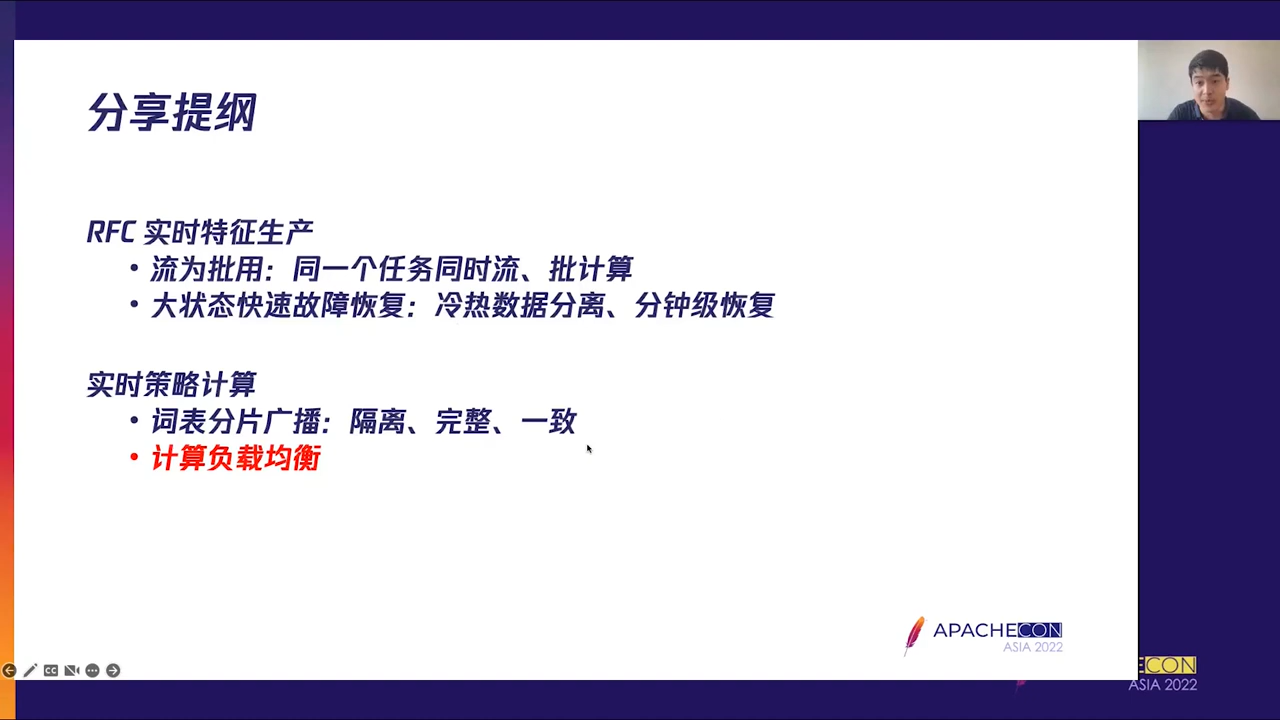 分享提纲
RFC 实时特征生产
• 流为批用：同一个任务同时流、批计算
• 大状态快速故障恢复：冷热数据分离、分钟级恢复
实时策略计算
• 词表分片广播：隔离、完整、一致
• 计算负载均衡
APACHECON
ASIA 2022
CC
ECON
ASIA 2022